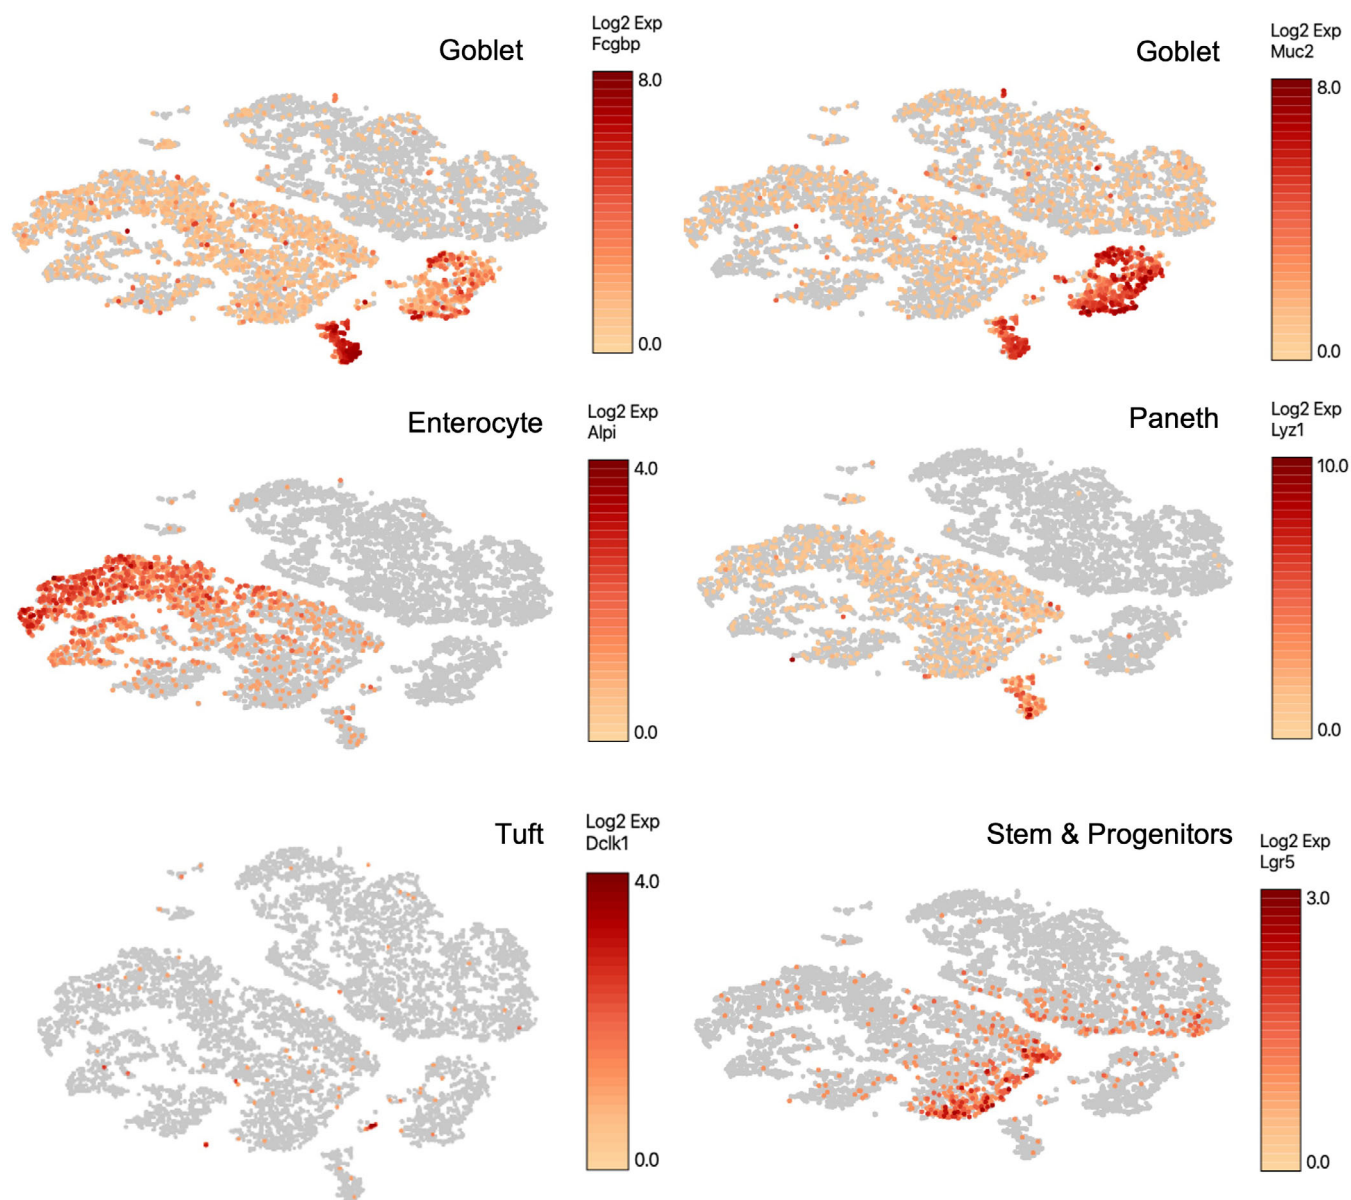 Goblet
Log2 Exp
Fcgbp
8.0
0.0
Goblet
Log2 Exp
Muc2
8.0
0.0
Enterocyte
Log2 Exp
Alpi
4.0
0.0
Paneth
Log2 Exp
Lyz1
10.0
0.0
Tuft
Log2 Exp
Dclk1
4.0
0.0
Stem & Progenitors
Log2 Exp
Lgr5
3.0
0.0